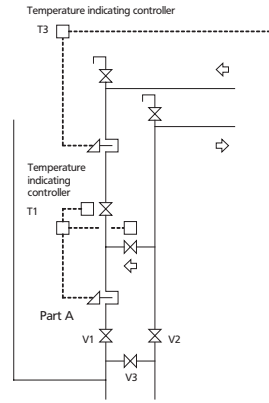 Temperature indicating controller
T3
Temperature
indicating
controller
T1
Part A
V1
V2
V3